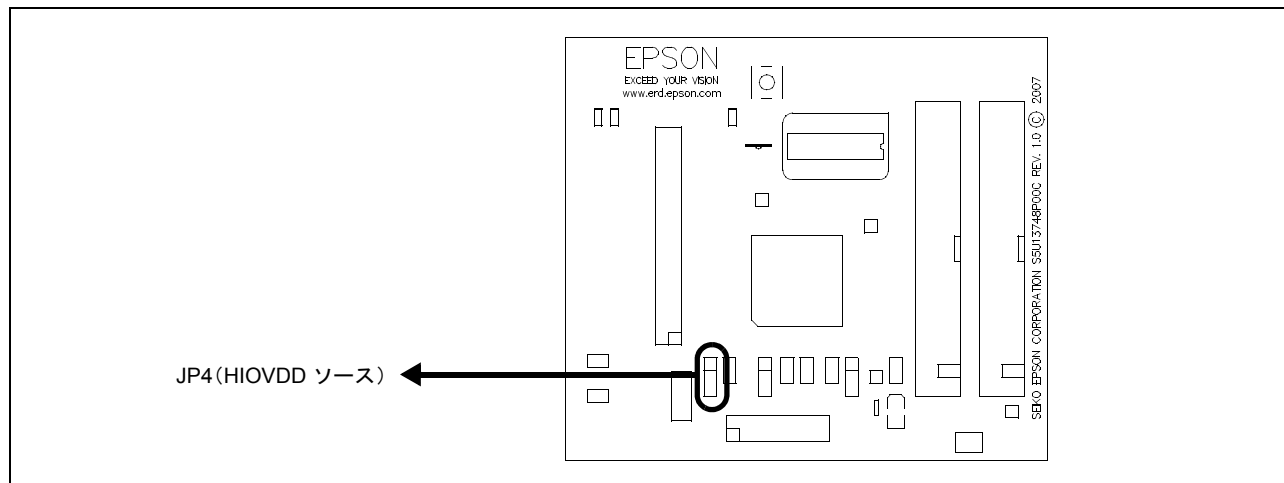 EPSON
EXCEED YOUR VISION
www.erd.epson.com
SEIKO EPSON CORPORATION S5U13748P00C REV. 1.0 © 2007
JP4(HIOVDD ソース)